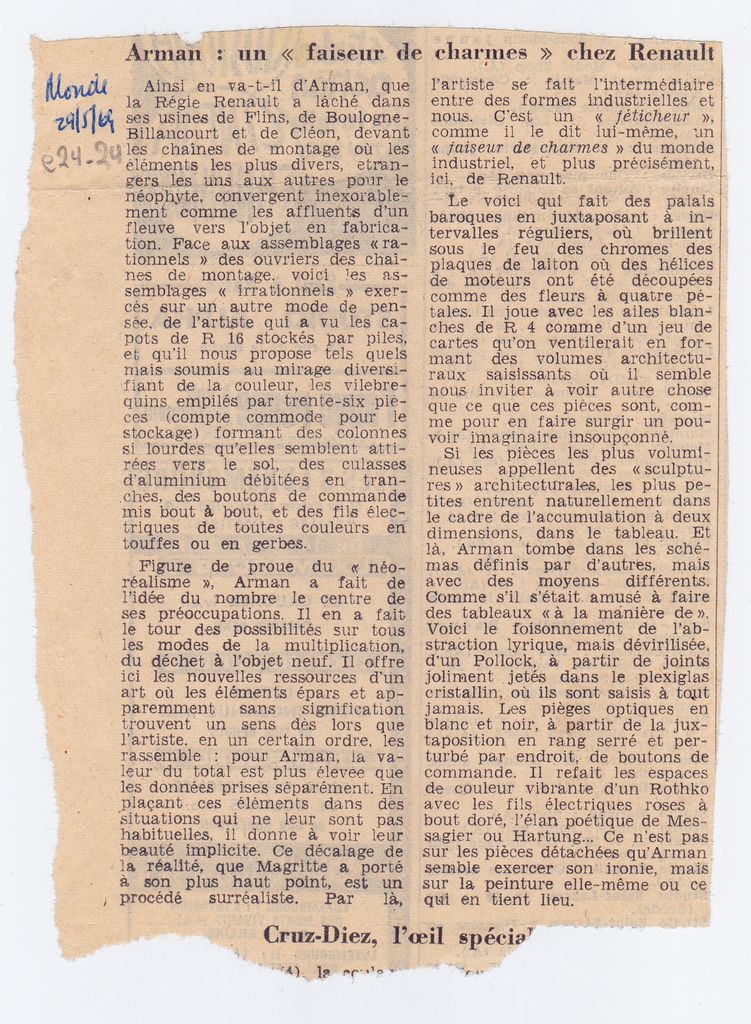 Arman : un « faiseur de charmes » chez Renault
Monde
29/5/69
e24-24
Ainsi en va-t-il d'Arman, que
la Régie Renault a lâché dans
ses usines de Flins, de Boulogne-
Billancourt et de Cléon, devant
les chaînes de montage où les
éléments les plus divers, etran-
gers les uns aux autres pour le
néophyte, convergent inexorable-
ment comme les affluents d'un
fleuve vers l'objet en fabrica-
tion. Face aux assemblages « ra-
tionnels » des ouvriers des chaî-
nes de montage, voici les as-
semblages « irrationnels » exer-
cés sur un autre mode de pen-
sée, de l'artiste qui a vu les ca-
pots de R 16 stockés par piles,
et qu'il nous propose tels quels
mais soumis au mirage diversi-
fiant de la couleur, les vilebre-
quins empilés par trente-six piè-
ces (compte commode pour le
stockage) formant des colonnes
si lourdes qu'elles semblent atti-
rées vers le sol, des culasses
d'aluminium débitées en tran-
ches, des boutons de commande
mis bout à bout, et des fils élec-
triques de toutes couleurs en
touffes ou en gerbes.
Figure de proue du « néo-
réalisme », Arman a fait de
l'idée du nombre le centre de
ses préoccupations. Il en a fait
le tour des possibilités sur tous
les modes de la multiplication,
du déchet à l'objet neuf. Il offre
ici les nouvelles ressources d'un
art où les éléments épars et ap-
paremment sans signification
trouvent un sens dès lors que
l'artiste, en un certain ordre, les
rassemble : pour Arman, la va-
leur du total est plus élevee que
les données prises séparément. En
plaçant ces éléments dans des
situations qui ne leur sont pas
habituelles, il donne à voir leur
beauté implicite. Ce décalage de
la réalité, que Magritte a porté
à son plus haut point, est un
procédé surréaliste. Par là,
l'artiste se fait l'intermédiaire
entre des formes industrielles et
nous. C'est un « féticheur »,
comme il le dit lui-même, un
« faiseur de charmes » du monde
industriel, et plus précisément,
ici, de Renault.
Le voici qui fait des palais
baroques en juxtaposant à in-
tervalles réguliers, où brillent
sous le feu des chromes des
plaques de laiton où des hélices
de moteurs ont été découpées
comme des fleurs à quatre pé-
tales. Il joue avec les ailes blan-
ches de R 4 comme d'un jeu de
cartes qu'on ventilerait en for-
mant des volumes architectu-
raux saisissants où il semble
nous inviter à voir autre chose
que ce que ces pièces sont, com-
me pour en faire surgir un pou-
voir imaginaire insoupçonné.
Si les pièces les plus volumi-
neuses appellent des « sculptu-
res » architecturales, les plus pe-
tites entrent naturellement dans
le cadre de l'accumulation à deux
dimensions, dans le tableau. Et
là, Arman tombe dans les sché-
mas définis par d'autres, mais
avec des moyens différents.
Comme s'il s'était amusé à faire
des tableaux « à la manière de ».
Voici le foisonnement de l'ab-
straction lyrique, mais dévirilisée,
d'un Pollock, à partir de joints
joliment jetés dans le plexiglas
cristallin, où ils sont saisis à tout
jamais. Les pièges optiques en
blanc et noir, à partir de la jux-
taposition en rang serré et per-
turbé par endroit, de boutons de
commande. Il refait les espaces
de couleur vibrante d'un Rothko
avec les fils électriques roses à
bout doré, l'élan poétique de Mes-
sagier ou Hartung... Ce n'est pas
sur les pièces détachées qu'Arman
semble exercer son ironie, mais
sur la peinture elle-même ou ce
qui en tient lieu.
Cruz-Diez, l'œil spécial
(4), la